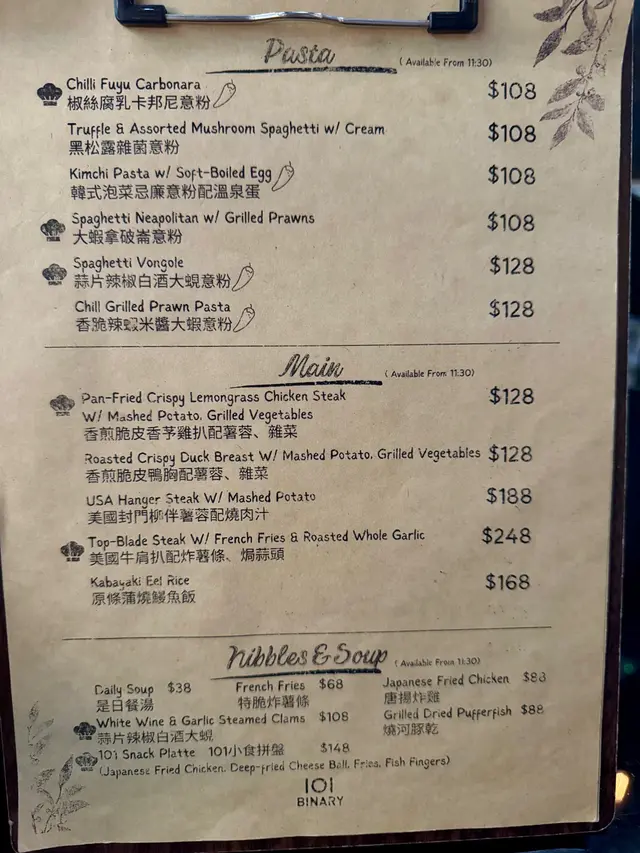 Pasta
( Available From 11:30)
Chilli Fuyu Carbonara $108
椒絲腐乳卡邦尼意粉
Truffle & Assorted Mushroom Spaghetti w/ Cream $108
黑松露雜菌意粉
Kimchi Pasta w/ Soft-Boiled Egg $108
韓式泡菜忌廉意粉配溫泉蛋
Spaghetti Neapolitan w/ Grilled Prawns $108
大蝦拿破崙意粉
Spaghetti Vongole $128
蒜片辣椒白酒大蜆意粉
Chill Grilled Prawn Pasta $128
香脆辣蝦米醬大蝦意粉
Main
( Available From 11:30)
Pan-Fried Crispy Lemongrass Chicken Steak $128
W/ Mashed Potato, Grilled Vegetables
香煎脆皮香茅雞扒配薯蓉、雜菜
Roasted Crispy Duck Breast W/ Mashed Potato, Grilled Vegetables $128
香煎脆皮鴨胸配薯蓉、雜菜
USA Hanger Steak W/ Mashed Potato $188
美國封門柳伴薯蓉配燒肉汁
Top-Blade Steak W/ French Fries & Roasted Whole Garlic $248
美國牛肩扒配炸薯條、焗蒜頭
Kabayaki Eel Rice $168
原條蒲燒鰻魚飯
Nibbles & Soup
( Available From 11:30)
Daily Soup $38
是日餐湯
French Fries $68
特脆炸薯條
Japanese Fried Chicken $88
唐揚炸雞
White Wine & Garlic Steamed Clams $108
蒜片辣椒白酒大蜆
Grilled Dried Pufferfish $88
燒河豚乾
101 Snack Platte 101小食拼盤 $148
(Japanese Fried Chicken, Deep-fried Cheese Ball, Fries, Fish Fingers)
101
BINARY